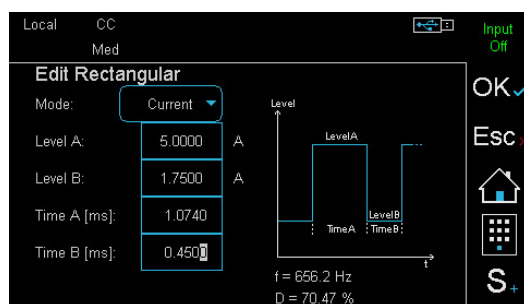 Local CC
Med
Input
Off
Edit Rectangular
Mode: Current
Level A: 5.0000 A
Level B: 1.7500 A
Time A [ms]: 1.0740
Time B [ms]: 0.4500
Level
LevelA
LevelB
TimeA TimeB
t
f = 656.2 Hz
D = 70.47 %
OK
Esc
S+